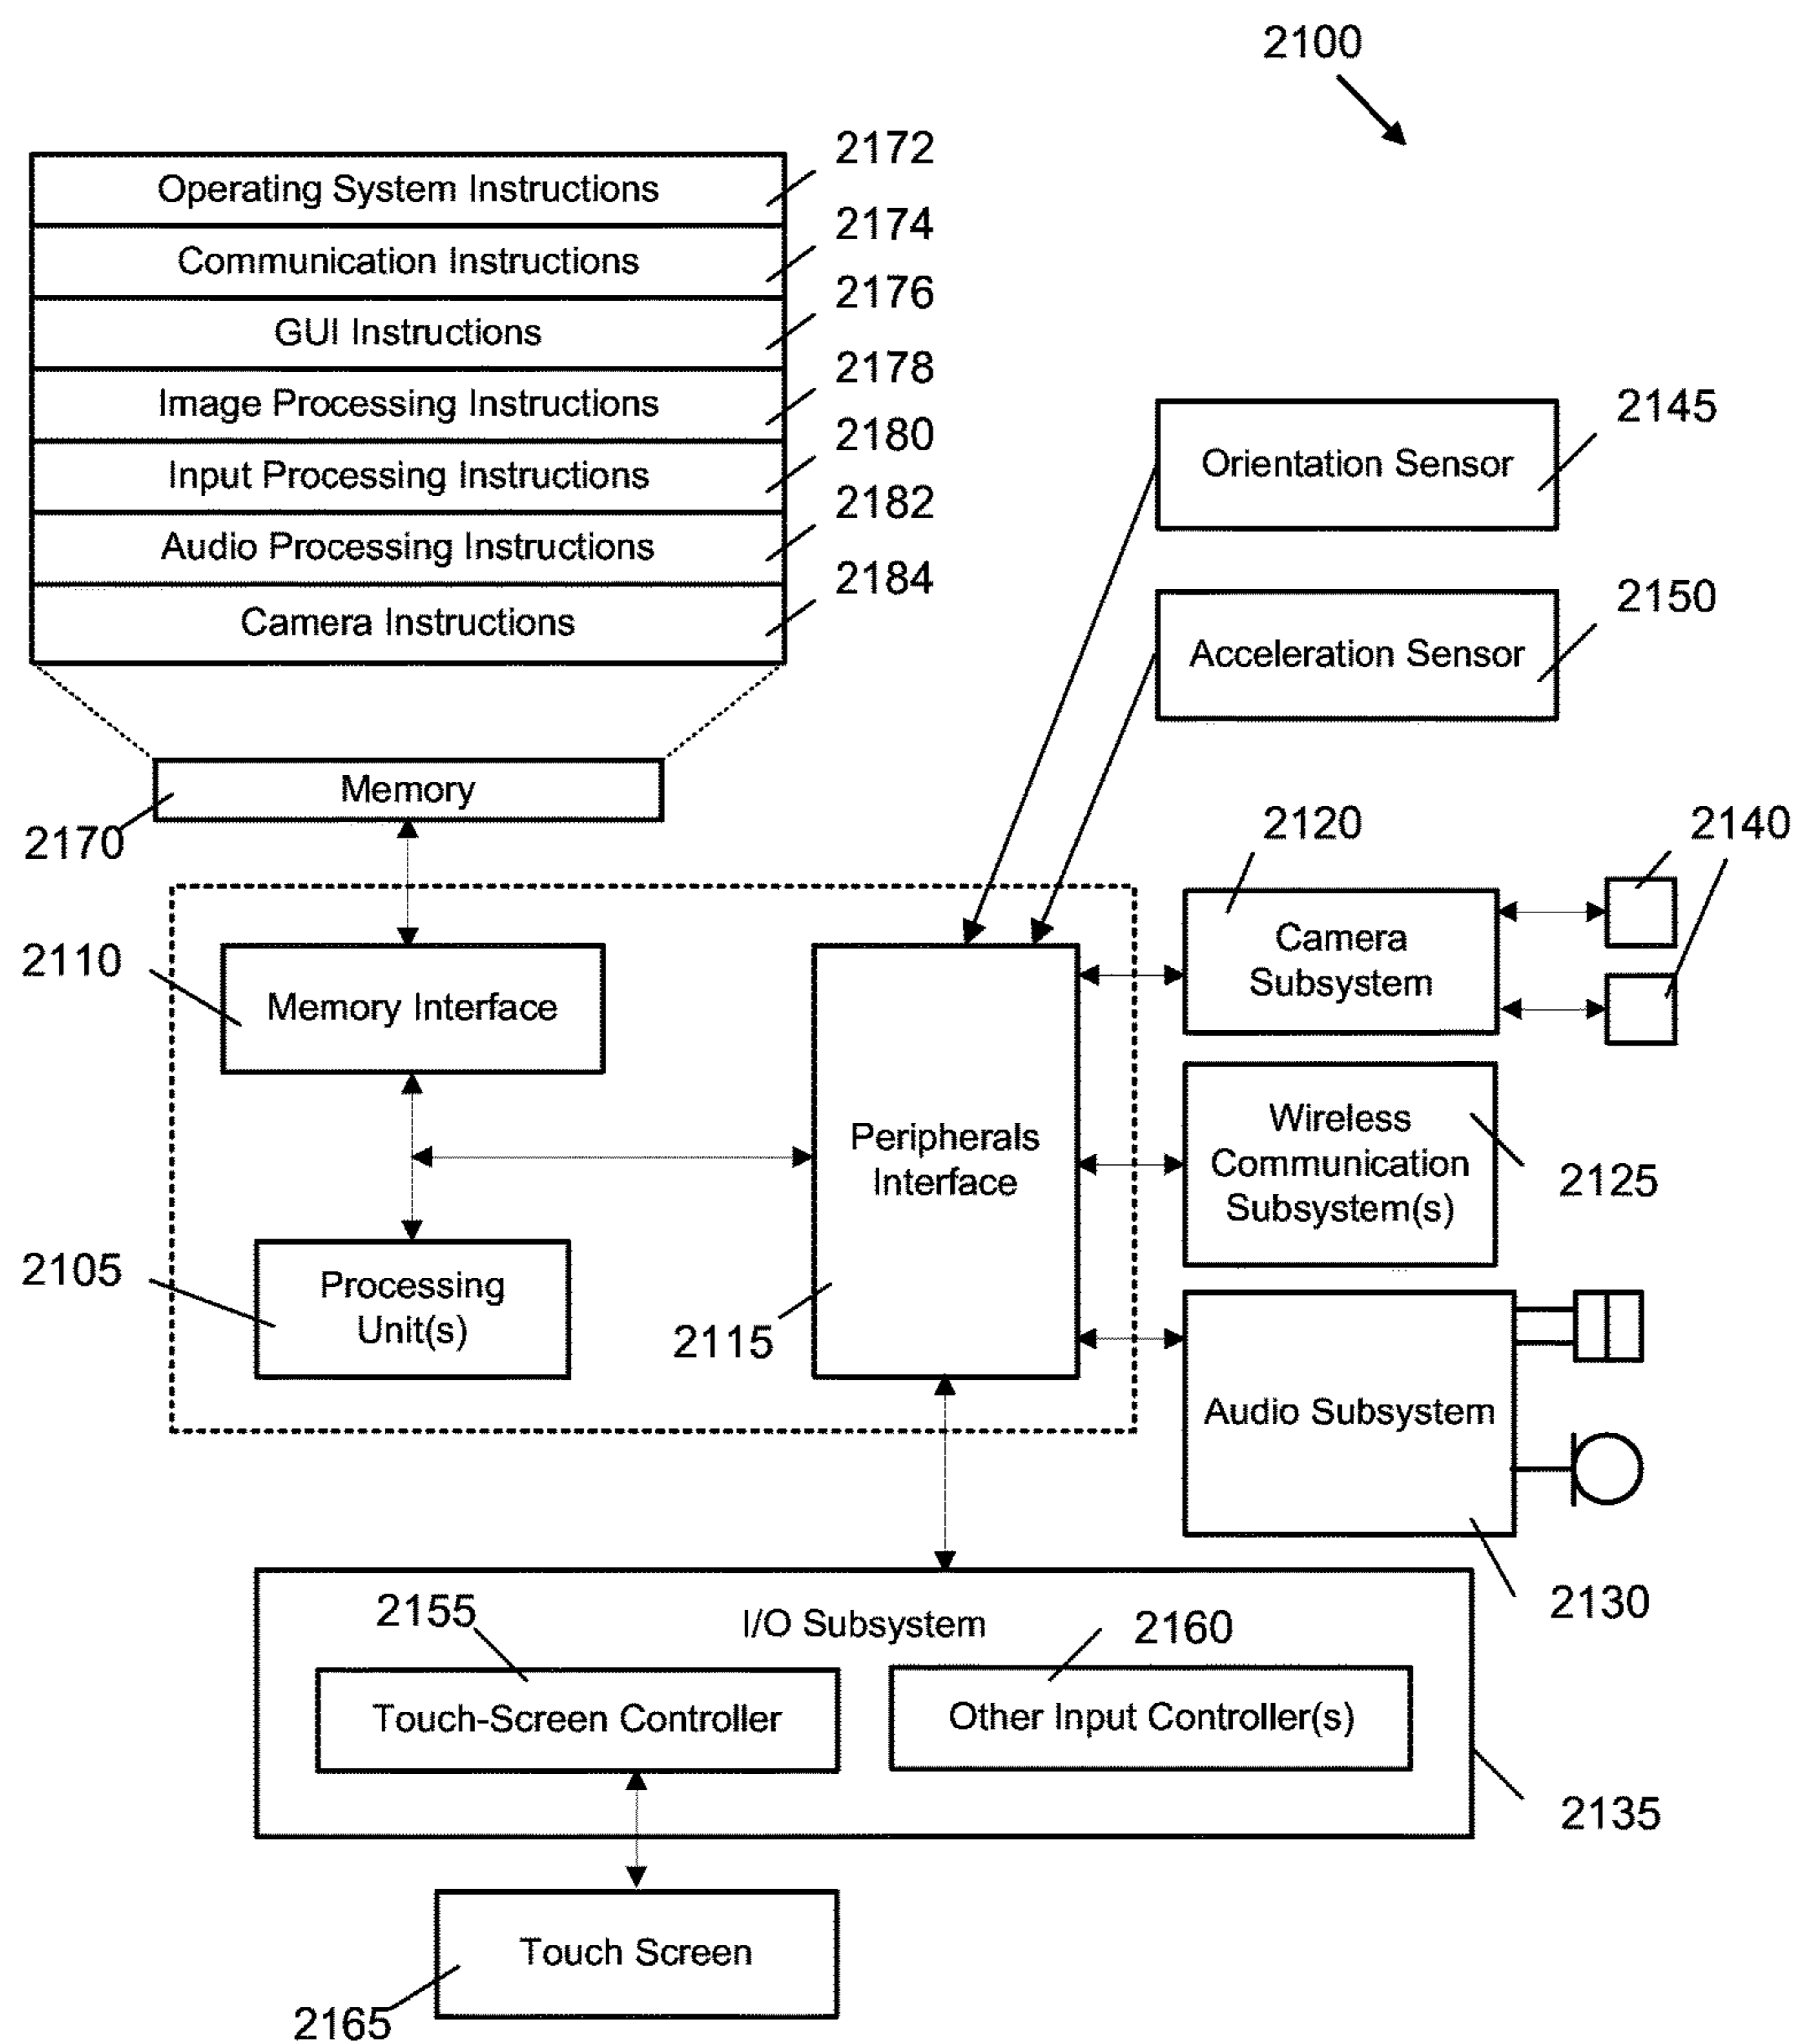 2100
2172
Operating System Instructions
2174
Communication Instructions
2176
GUI Instructions
2178
Image Processing Instructions
2180
Input Processing Instructions
2182
Audio Processing Instructions
2184
Camera Instructions
2145
Orientation Sensor
2150
Acceleration Sensor
Memory
2170
2120
2140
Camera
Subsystem
2110
Memory Interface
Peripherals
Interface
2115
Wireless
Communication
Subsystem(s)
2125
2105
Processing
Unit(s)
Audio Subsystem
2130
I/O Subsystem
2155
Touch-Screen Controller
2160
Other Input Controller(s)
2135
Touch Screen
2165